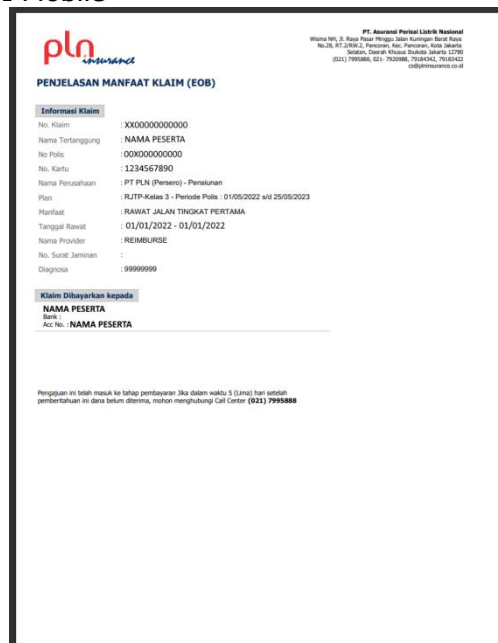 pln
insurance
PT. Asuransi Perisai Listrik Nasional
Wisma NH, Jl. Raya Pasar Minggu Jalan Kuningan Barat Raya
No.2B, RT.2/RW.2, Pancoran, Kec. Pancoran, Kota Jakarta
Selatan, Daerah Khusus Ibukota Jakarta 12780
(021) 7995888, 021- 7920988, 79184342, 79183422
cs@plninsurance.co.id
PENJELASAN MANFAAT KLAIM (EOB)
Informasi Klaim
No. Klaim : XX00000000000
Nama Tertanggung : NAMA PESERTA
No Polis : 00X000000000
No. Kartu : 1234567890
Nama Perusahaan : PT PLN (Persero) - Pensiunan
Plan : RJTP-Kelas 3 - Periode Polis : 01/05/2022 s/d 25/05/2023
Manfaat : RAWAT JALAN TINGKAT PERTAMA
Tanggal Rawat : 01/01/2022 - 01/01/2022
Nama Provider : REIMBURSE
No. Surat Jaminan :
Diagnosa : 99999999
Klaim Dibayarkan kepada
NAMA PESERTA
Bank :
Acc No. : NAMA PESERTA
Pengajuan ini telah masuk ke tahap pembayaran Jika dalam waktu 5 (Lima) hari setelah
pemberitahuan ini dana belum diterima, mohon menghubungi Call Center (021) 7995888